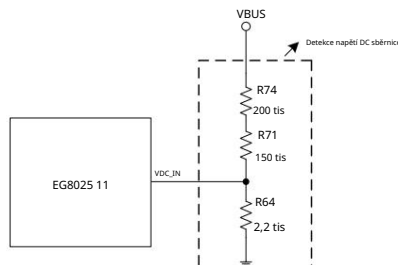 VBUS
Detekce napětí DC sběrnice
R74
200 tis
R71
150 tis
VDC_IN
EG8025 11
R64
2,2 tis